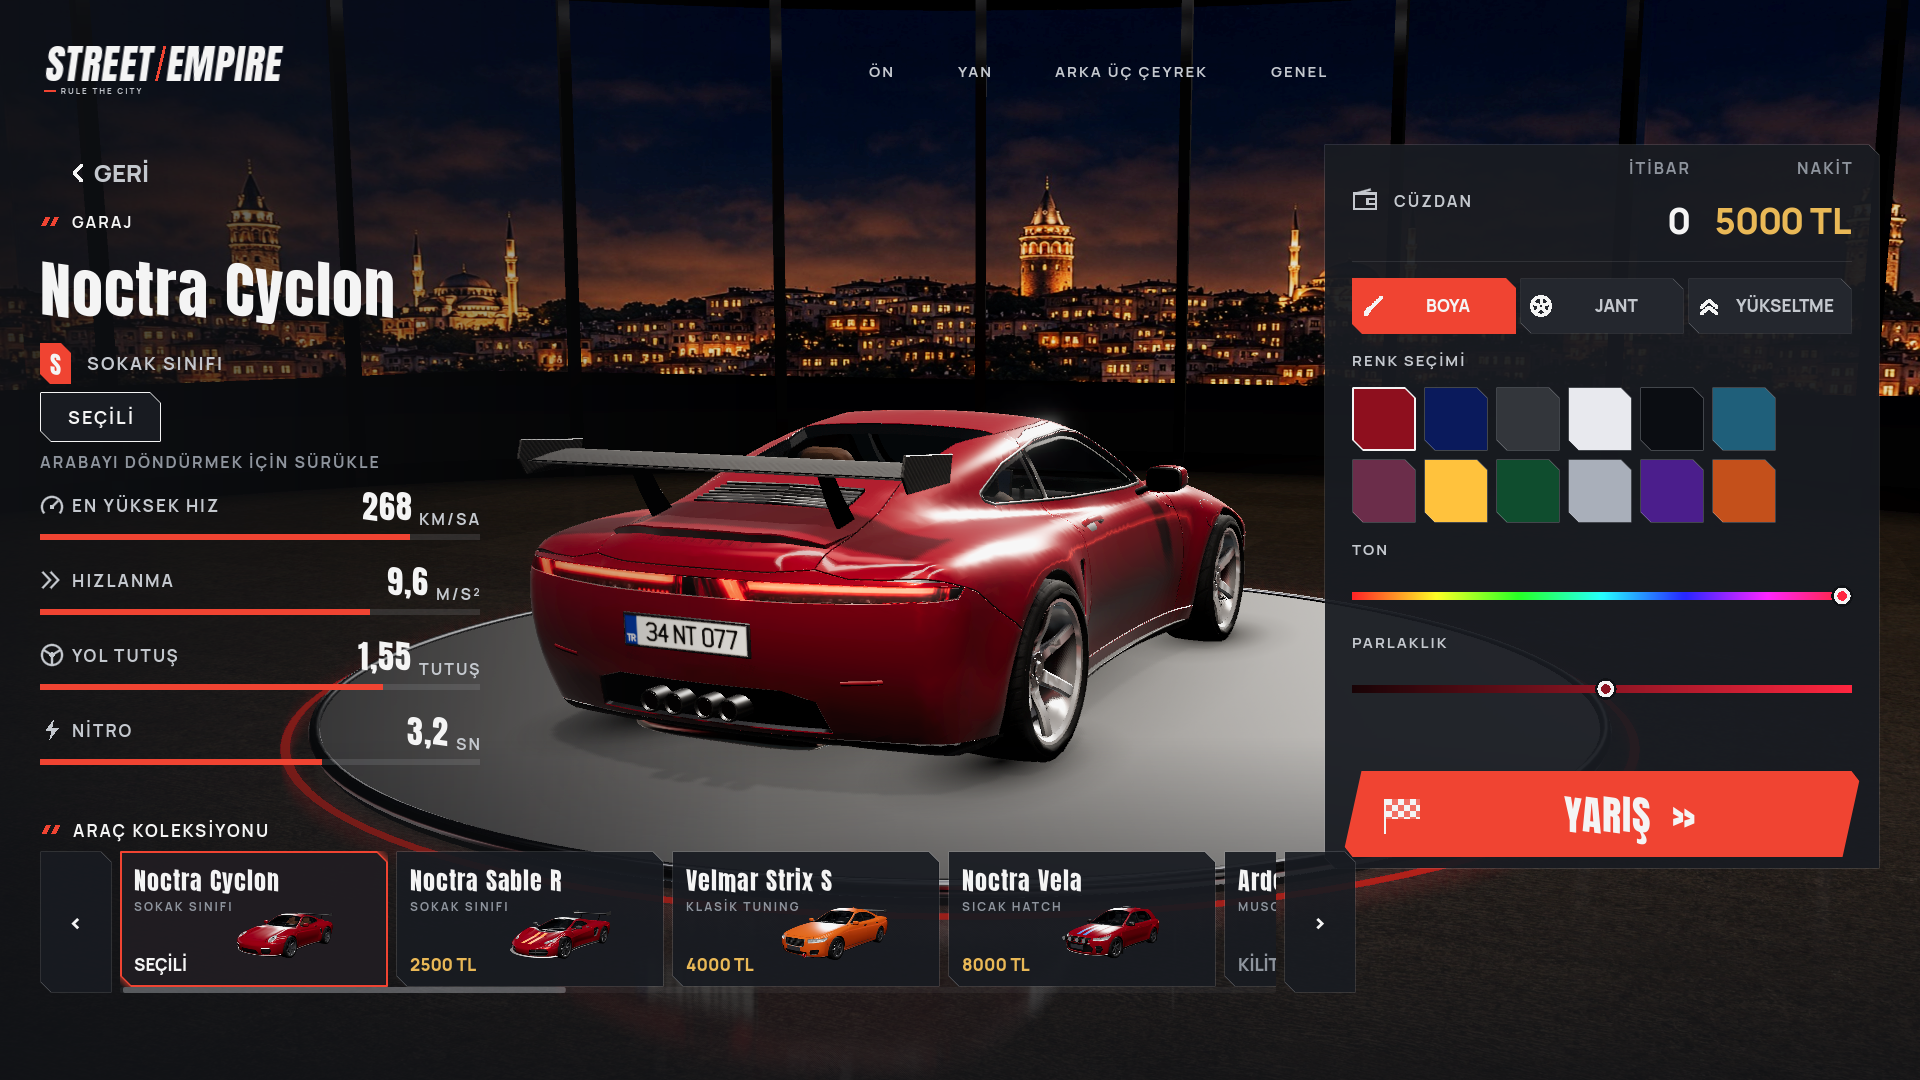 STREET/EMPIRE
RULE THE CITY
ÖN YAN ARKA ÜÇ ÇEYREK GENEL
GERİ
GARAJ
Noctra Cyclon
S SOKAK SINIFI
SEÇİLİ
ARABAYI DÖNDÜRMEK İÇİN SÜRÜKLE
EN YÜKSEK HIZ 268 KM/SA
HIZLANMA 9,6 M/S²
YOL TUTUŞ 1,55 TUTUŞ
NİTRO 3,2 SN
TR 34 NT 077
İTİBAR NAKİT
CÜZDAN 0 5000 TL
BOYA JANT YÜKSELTME
RENK SEÇİMİ
TON
PARLAKLIK
YARIŞ
ARAÇ KOLEKSİYONU
Noctra Cyclon
SOKAK SINIFI
SEÇİLİ
Noctra Sable R
SOKAK SINIFI
2500 TL
Velmar Strix S
KLASİK TUNING
4000 TL
Noctra Vela
SICAK HATCH
8000 TL
Ard
MUSC
KİLİT